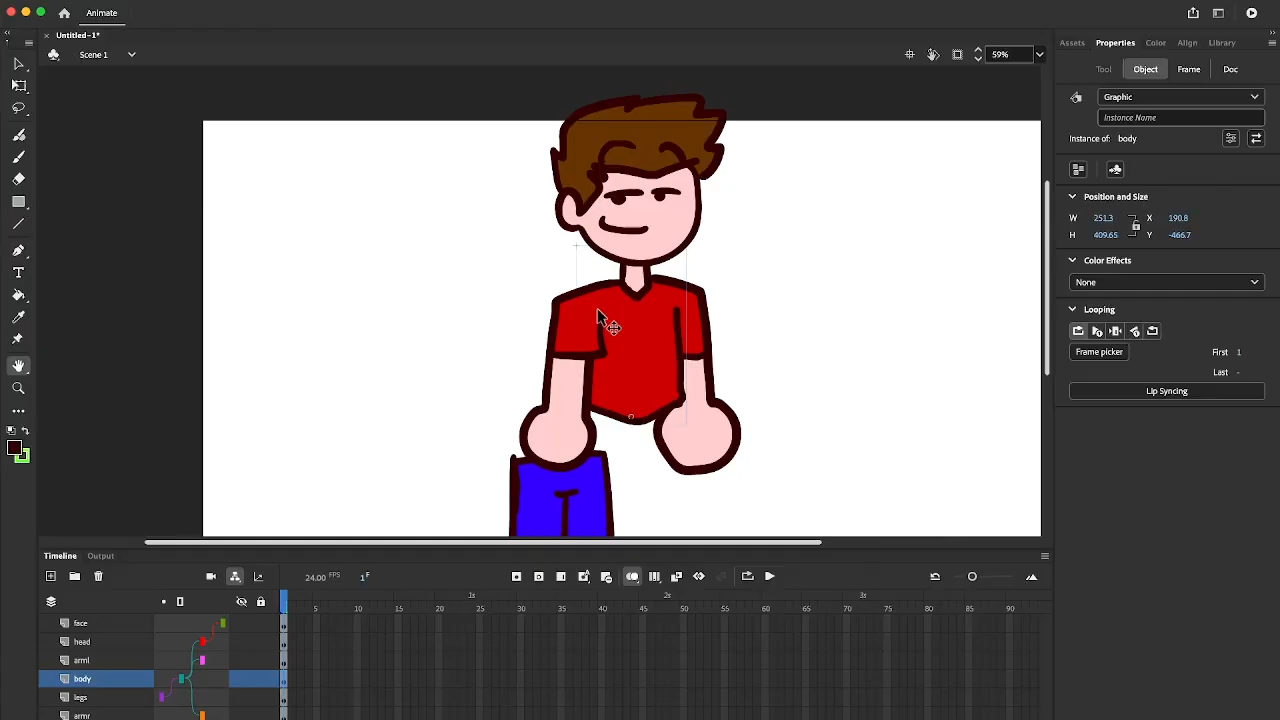 Animate
Untitled-1*
Scene 1
59%
Assets Properties Color Align Library
Tool Object Frame Doc
Graphic
Instance Name
Instance of: body
Position and Size
W 251.3 X 190.8
H 409.65 Y -466.7
Color Effects
None
Looping
Frame picker First 1
Last -
Lip Syncing
Timeline Output
24.00 FPS 1 F
1s 2s 3s
5 10 15 20 25 30 35 40 45 50 55 60 65 70 75 80 85 90
face
head
arml
body
legs
armr